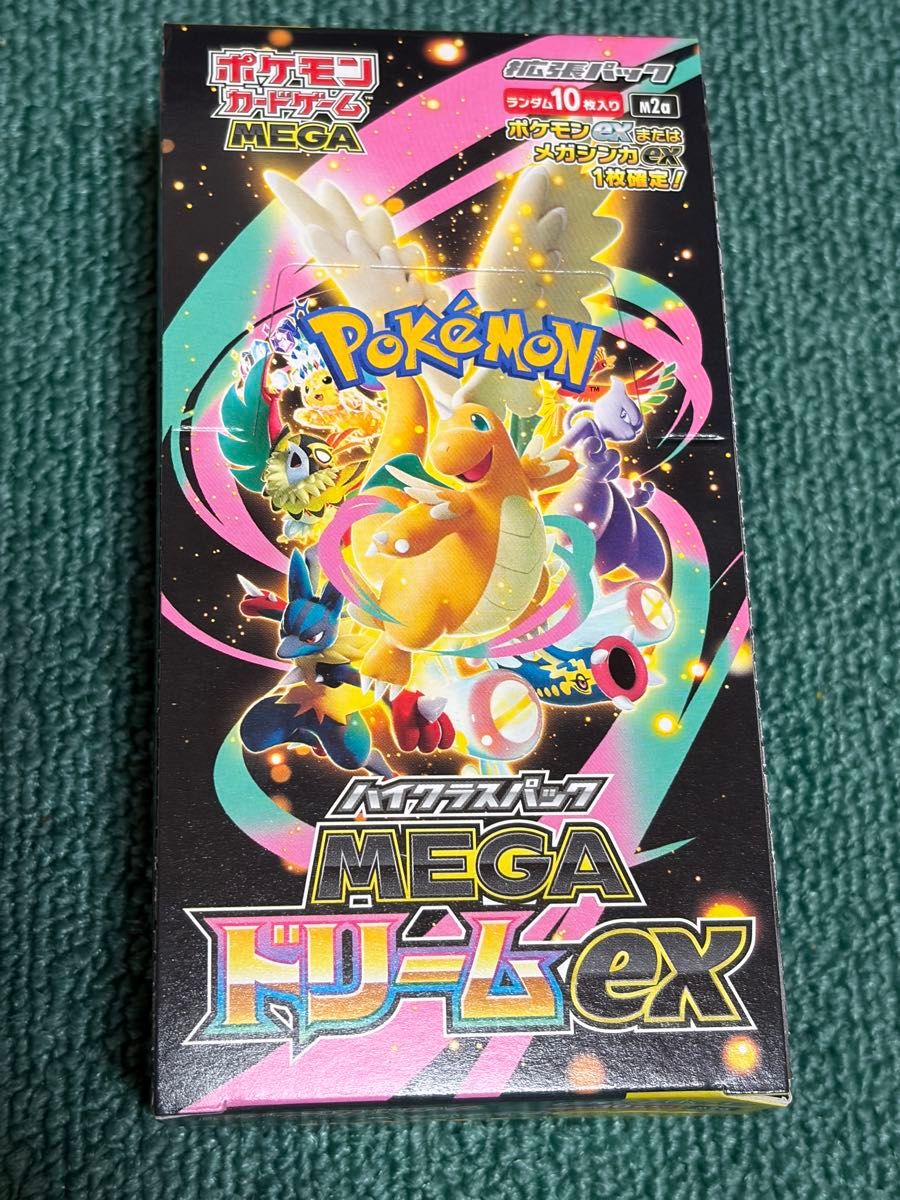 ポケモン
カードゲーム
MEGA
拡張パック
ランダム10枚入り M2a
ポケモンexまたは
メガシンカex
1枚確定!
POKéMON
TM
ハイクラスパック
MEGA
ドリームex